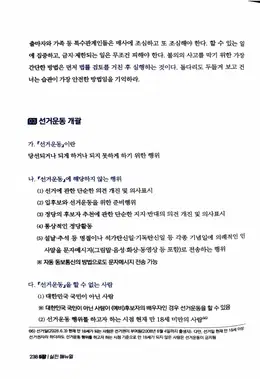 출마자와 가족 등 특수관계인들은 매사에 조심하고 또 조심해야 한다. 할 수 있는 일
에 집중하고, 금지·제한되는 일은 무조건 피해야 한다. 불의의 사고를 막기 위한 가장
간단한 방법은 먼저 법률 검토를 거친 후 실행하는 것이다. 돌다리도 두들겨 보고 건
너는 습관이 가장 안전한 방법임을 기억하라.
선거운동 개괄
가. 『선거운동』이란
당선되거나 되게 하거나 되지 못하게 하기 위한 행위
나. 『선거운동』에 해당하지 않는 행위
(1) 선거에 관한 단순한 의견 개진 및 의사표시
(2) 입후보와 선거운동을 위한 준비행위
(3) 정당의 후보자 추천에 관한 단순한 지지·반대의 의견 개진 및 의사표시
(4) 통상적인 정당활동
(5) 설날·추석 등 명절이나 석가탄신일·기독탄신일 등 각종 기념일에 의례적인 인
사말을 문자메시지(그림말·음성·화상·동영상 등 포함)로 전송하는 행위
※ 자동 동보통신의 방법으로도 문자메시지 전송 가능
다. 『선거운동』을 할 수 없는 사람
(1) 대한민국 국민이 아닌 사람
※ 대한민국 국민이 아닌 사람이 (예비)후보자의 배우자인 경우 선거운동을 할 수 있음
(2) 선거운동 행위를 하고자 하는 시점 현재 만 18세 미만의 사람
238 5장 | 실전 매뉴얼